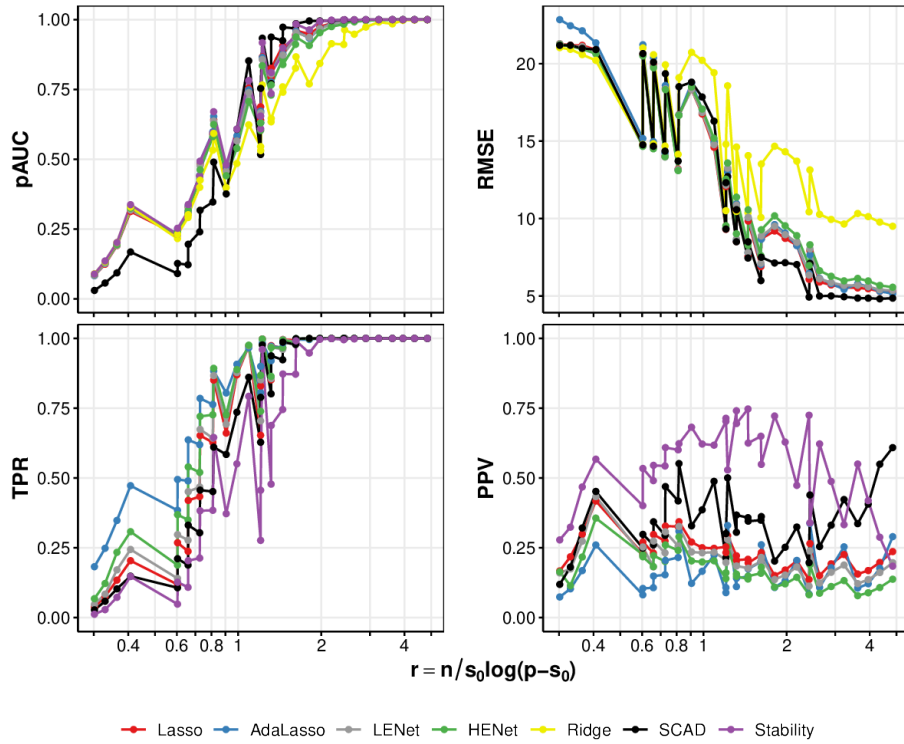 pAUC
1.00
0.75
0.50
0.25
0.00
RMSE
20
15
10
5
TPR
1.00
0.75
0.50
0.25
0.00
0.4 0.6 0.8 1 2 4
PPV
1.00
0.75
0.50
0.25
0.00
0.4 0.6 0.8 1 2 4
r = n/s₀log(p−s₀)
Lasso AdaLasso LENet HENet Ridge SCAD Stability